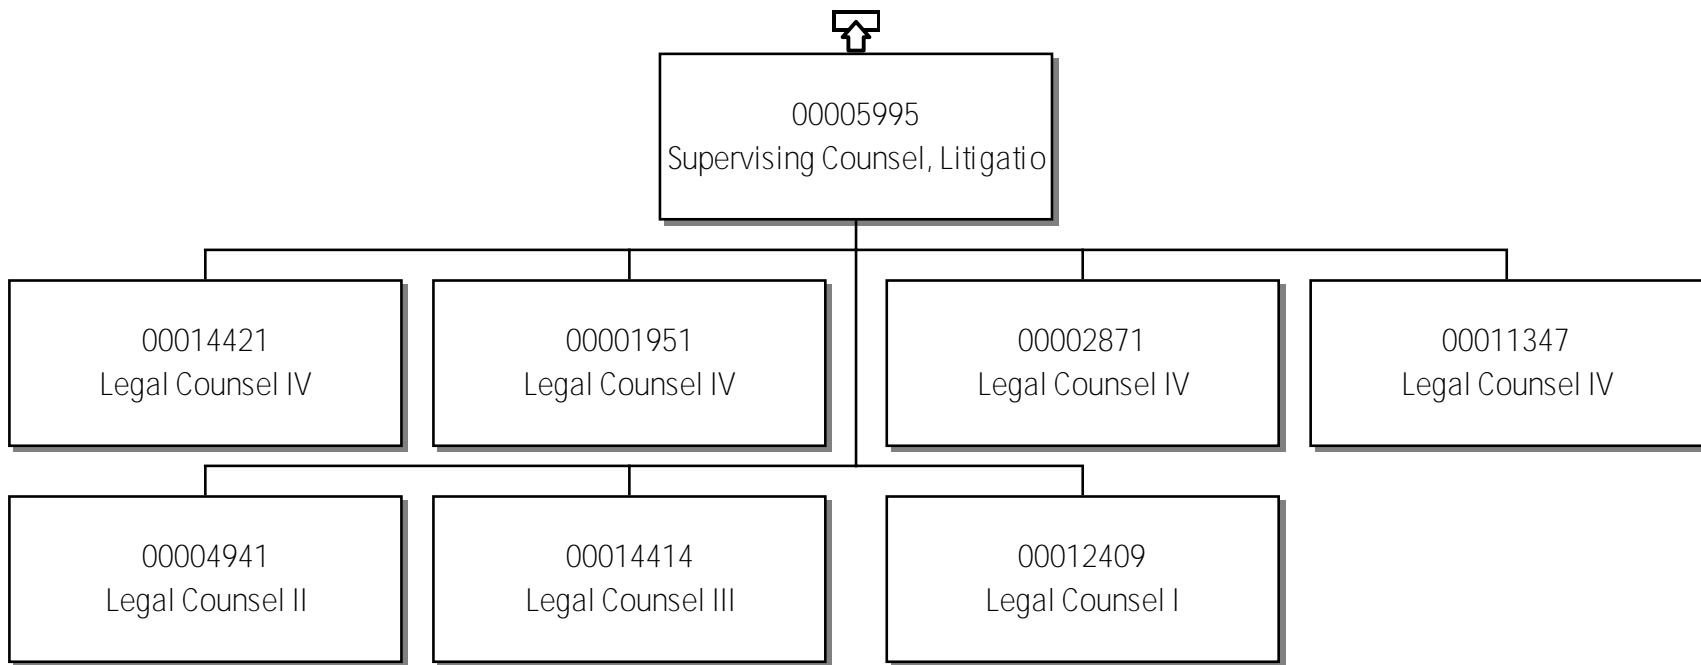 00005995
Supervising Counsel, Litigatio
00014421
Legal Counsel IV
00001951
Legal Counsel IV
00002871
Legal Counsel IV
00011347
Legal Counsel IV
00004941
Legal Counsel II
00014414
Legal Counsel III
00012409
Legal Counsel I